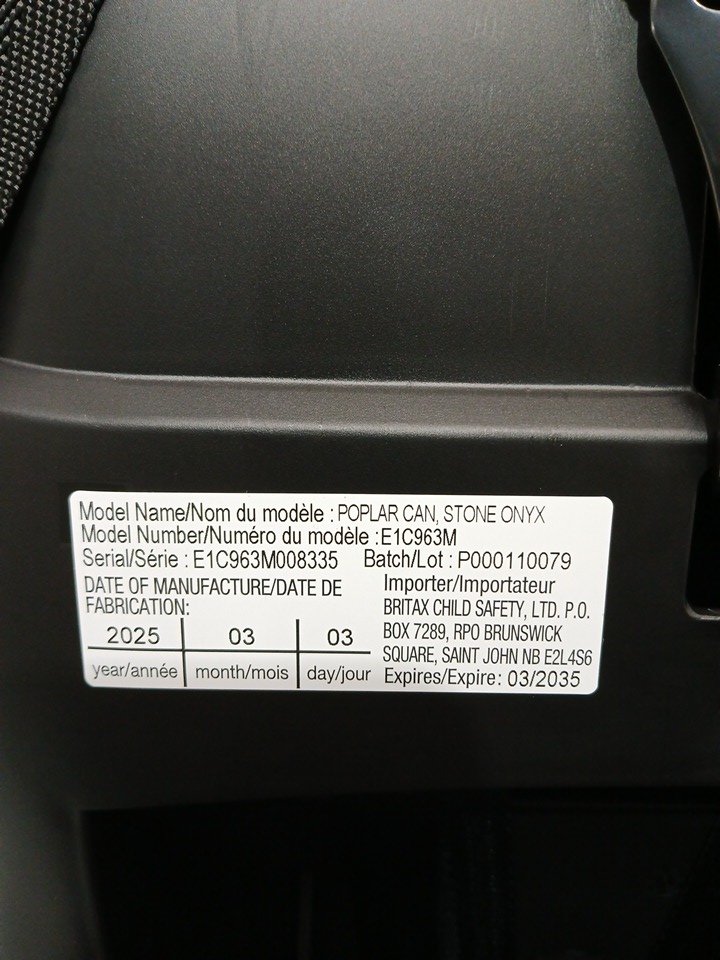 Model Name/Nom du modèle : POPLAR CAN, STONE ONYX
Model Number/Numéro du modèle :E1C963M
Serial/Série : E1C963M008335 Batch/Lot : P000110079
DATE OF MANUFACTURE/DATE DE
FABRICATION:
2025 03 03
year/année month/mois day/jour
Importer/Importateur
BRITAX CHILD SAFETY, LTD. P.O.
BOX 7289, RPO BRUNSWICK
SQUARE, SAINT JOHN NB E2L4S6
Expires/Expire: 03/2035